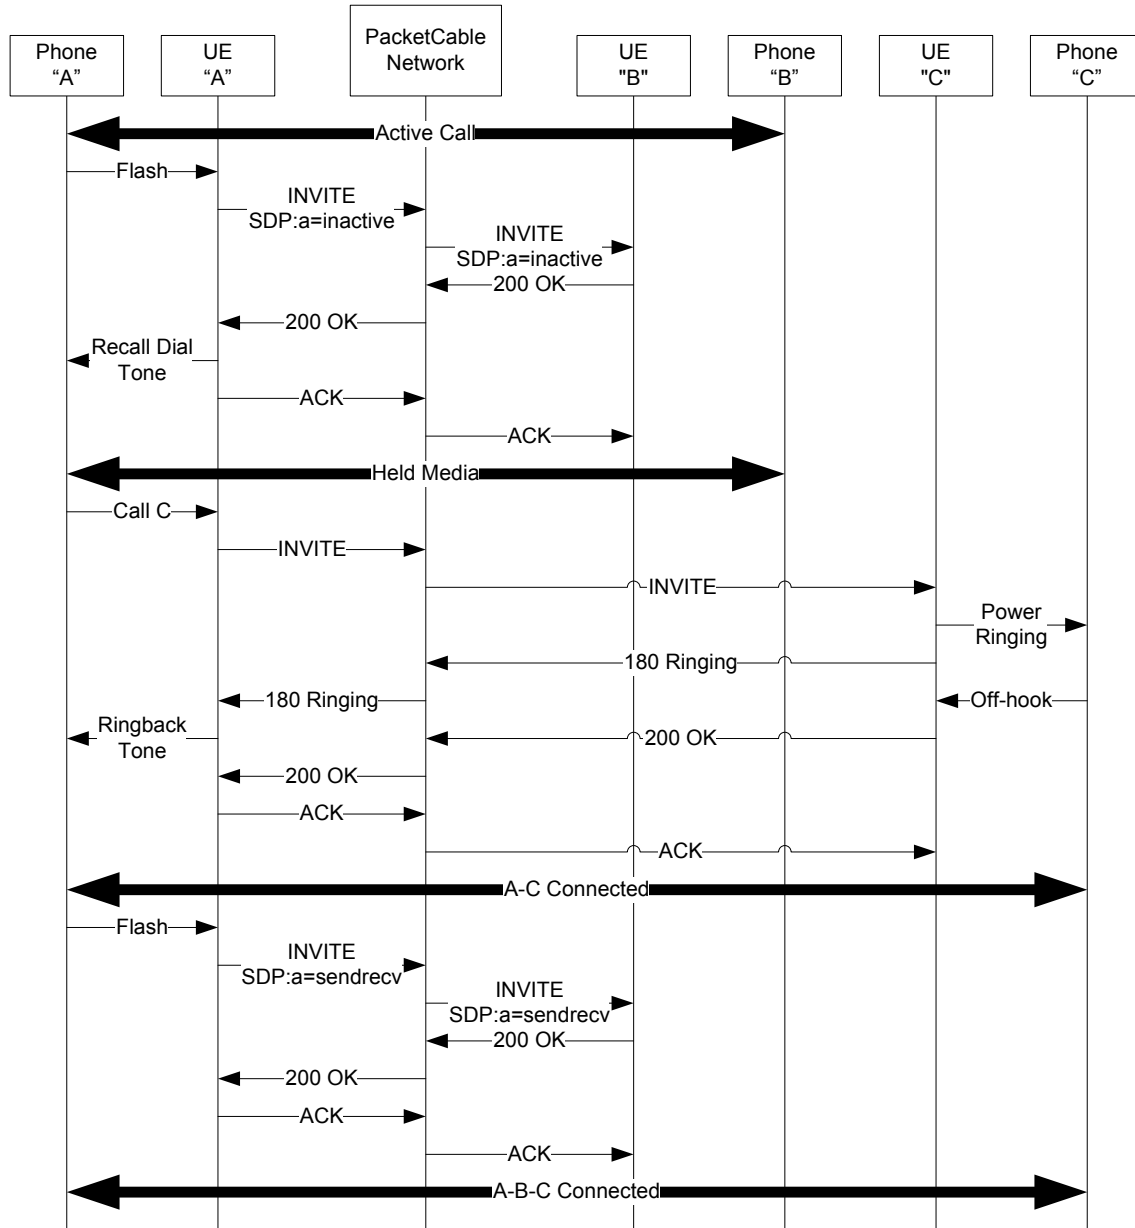 Phone
“A”
UE
“A”
PacketCable
Network
UE
"B"
Phone
“B”
UE
"C"
Phone
“C”
Active Call
Flash
INVITE
SDP:a=inactive
INVITE
SDP:a=inactive
200 OK
200 OK
Recall Dial
Tone
ACK
ACK
Held Media
Call C
INVITE
INVITE
Power
Ringing
180 Ringing
180 Ringing
Off-hook
Ringback
Tone
200 OK
200 OK
ACK
ACK
A-C Connected
Flash
INVITE
SDP:a=sendrecv
INVITE
SDP:a=sendrecv
200 OK
200 OK
ACK
ACK
A-B-C Connected